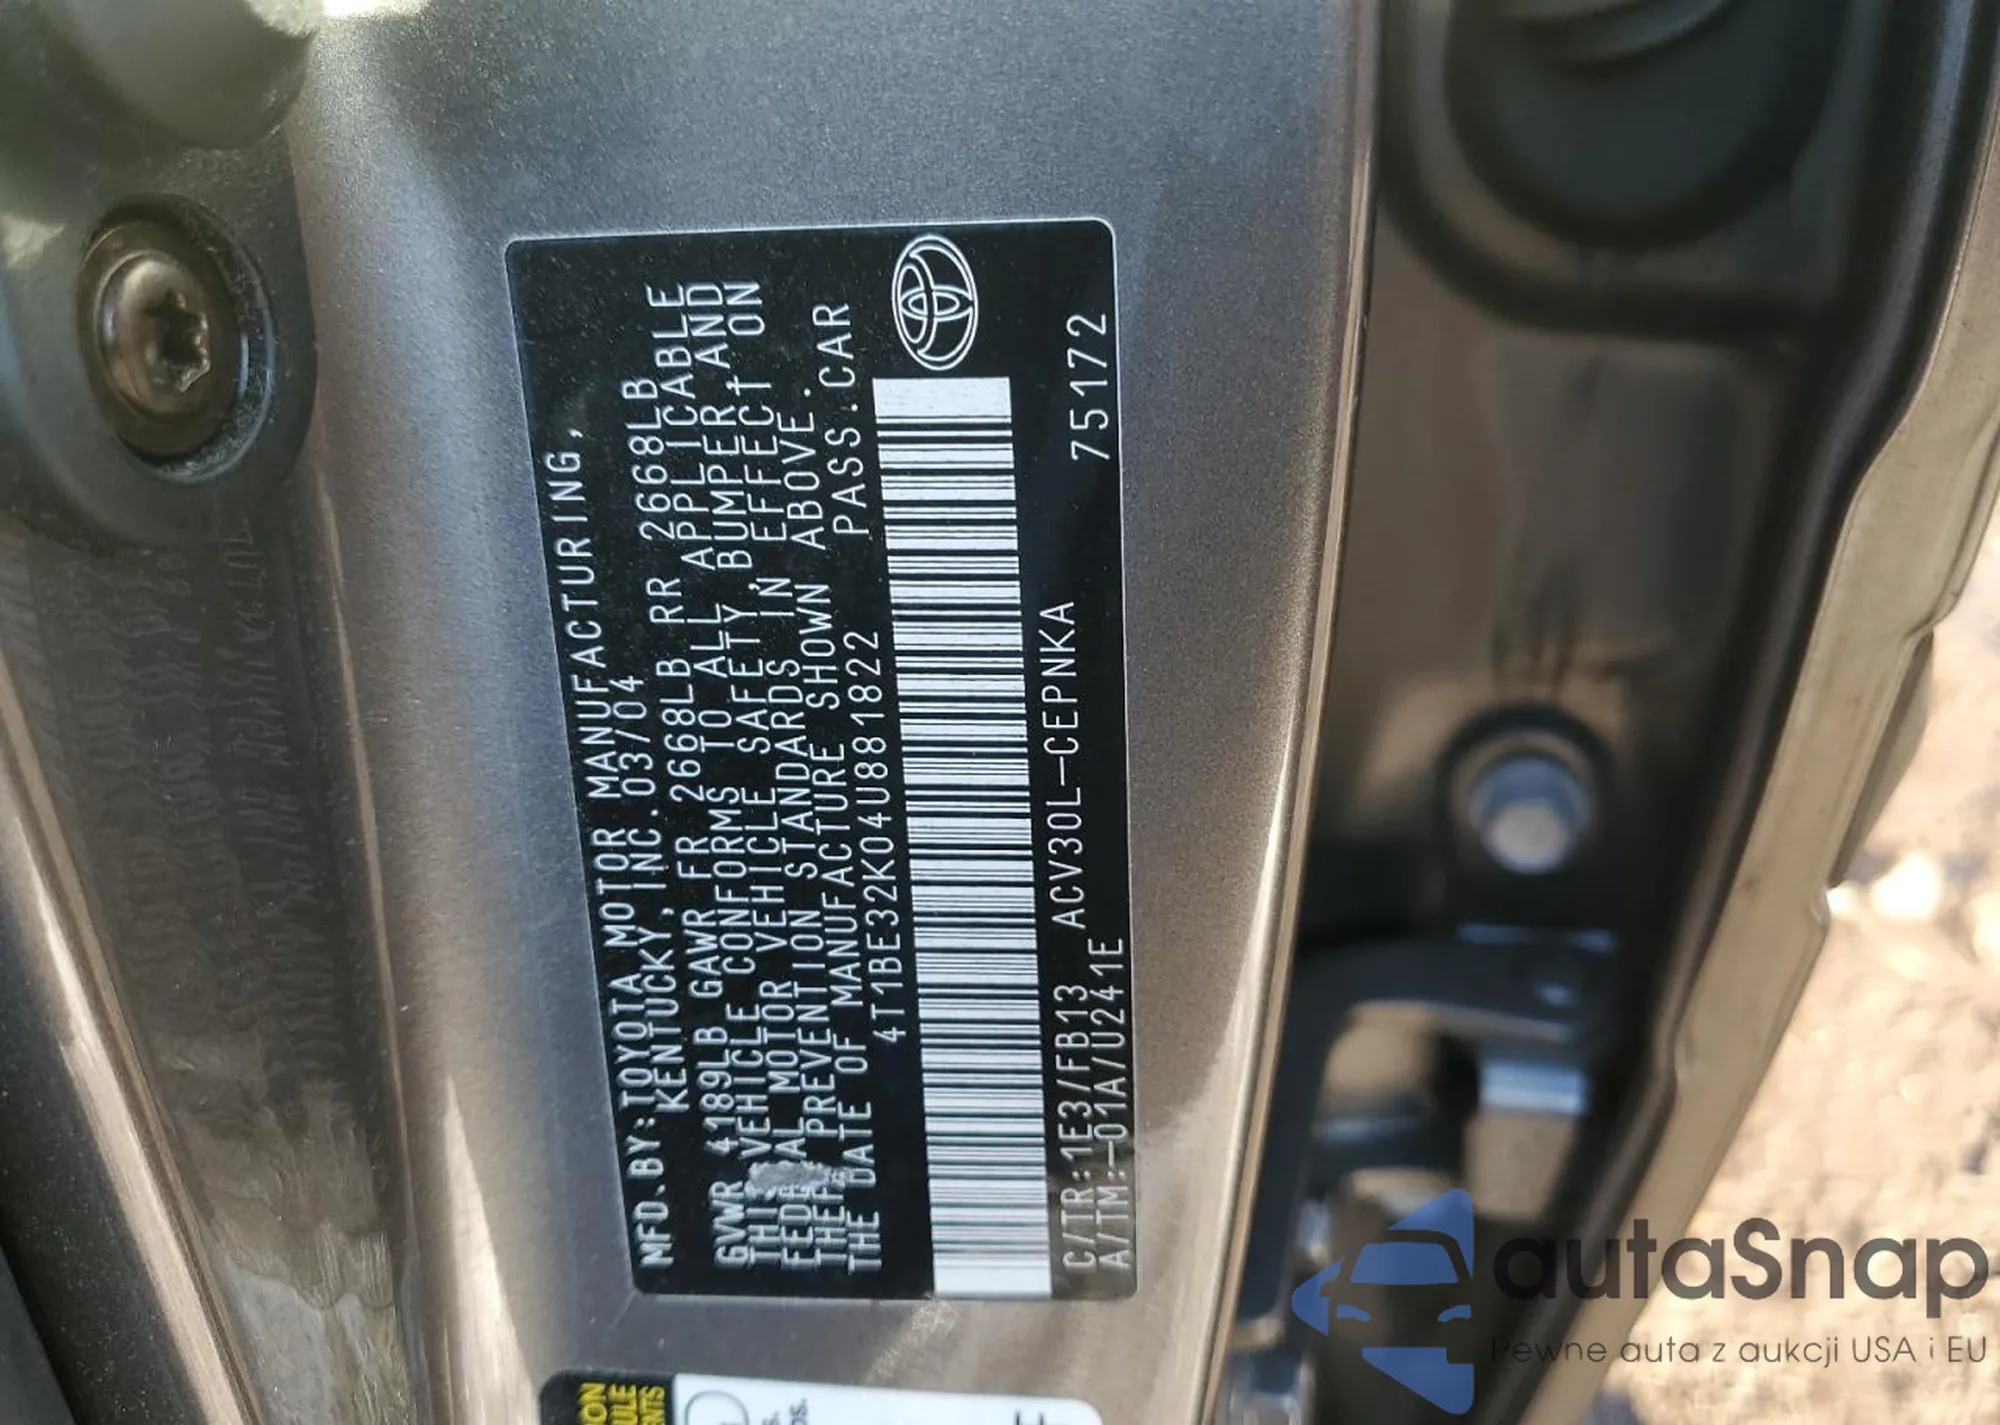 MFD.BY:TOYOTA MOTOR MANUFACTURING,
KENTUCKY,INC.03/04
GVWR 4189LB GAWR FR 2668LB RR 2668LB
THIS VEHICLE CONFORMS TO ALL APPLICABLE
FEDERAL MOTOR VEHICLE SAFETY, BUMPER, AND
THEFT PREVENTION STANDARDS IN EFFECT ON
THE DATE OF MANUFACTURE SHOWN ABOVE.
4T1BE32K04U881822 PASS.CAR
C/TR:1E3/FB13 ACV30L-CEPNKA 75172
A/TM:-01A/U241E
autaSnap
Pewne auta z aukcji USA i EU